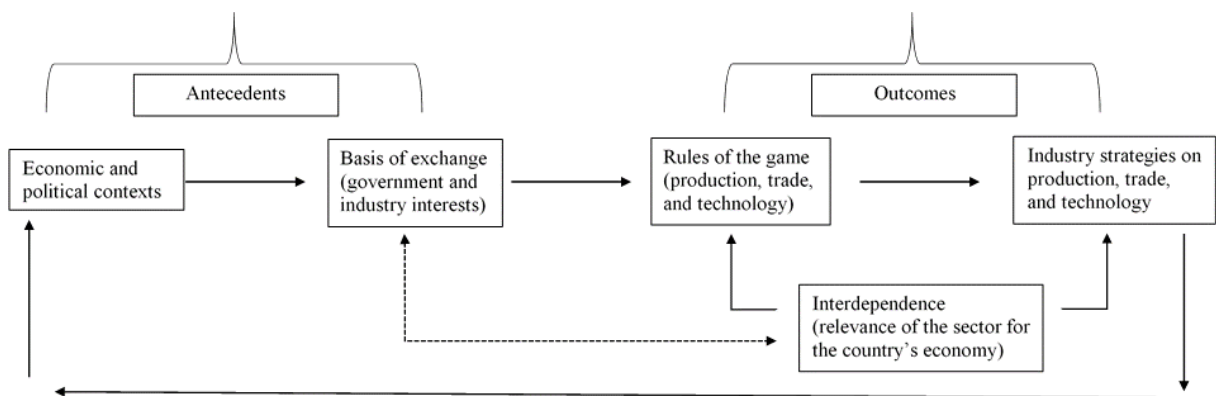 Antecedents
Outcomes
Economic and
political contexts
Basis of exchange
(government and
industry interests)
Rules of the game
(production, trade,
and technology)
Industry strategies on
production, trade,
and technology
Interdependence
(relevance of the sector for
the country's economy)